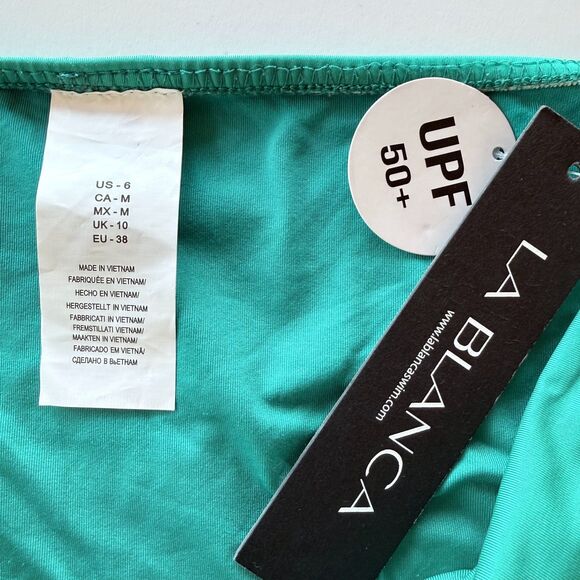 US - 6
CA - M
MX - M
UK - 10
EU - 38
MADE IN VIETNAM/
FABRIQUÉE EN VIETNAM/
HECHO EN VIETNAM/
HERGESTELLT IN VIETNAM/
FABBRICATI IN VIETNAM/
FREMSTILLATI VIETNAM/
MAAKTEN IN VIETNAM/
FABRICADO EM VIETNÃ/
СДЕЛАНО В ВЬЕТНАМ
UPF
50+
LA BLANCA
www.lablancaswim.com